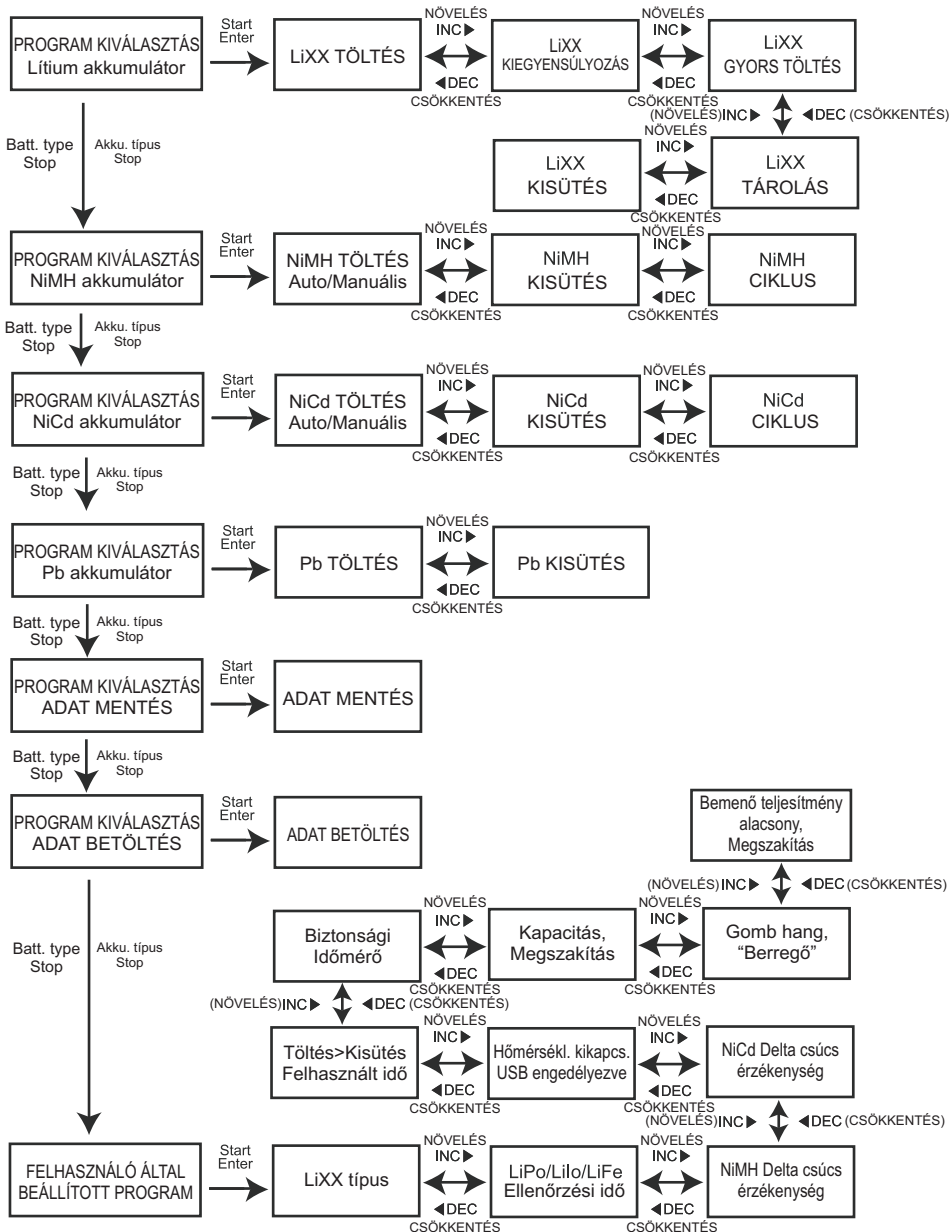 PROGRAM KIVÁLASZTÁS
Lítium akkumulátor
Start
Enter
LiXX TÖLTÉS
NÖVELÉS
INC►
◄DEC
CSÖKKENTÉS
LiXX
KIEGYENSÚLYOZÁS
NÖVELÉS
INC►
◄DEC
CSÖKKENTÉS
LiXX
GYORS TÖLTÉS
(NÖVELÉS)INC► ◄DEC(CSÖKKENTÉS)
Batt. type
Stop
Akku. típus
Stop
LiXX
KISÜTÉS
NÖVELÉS
INC►
◄DEC
CSÖKKENTÉS
LiXX
TÁROLÁS
PROGRAM KIVÁLASZTÁS
NiMH akkumulátor
Start
Enter
NiMH TÖLTÉS
Auto/Manuális
NÖVELÉS
INC►
◄DEC
CSÖKKENTÉS
NiMH
KISÜTÉS
NÖVELÉS
INC►
◄DEC
CSÖKKENTÉS
NiMH
CIKLUS
Batt. type
Stop
Akku. típus
Stop
PROGRAM KIVÁLASZTÁS
NiCd akkumulátor
Start
Enter
NiCd TÖLTÉS
Auto/Manuális
NÖVELÉS
INC►
◄DEC
CSÖKKENTÉS
NiCd
KISÜTÉS
NÖVELÉS
INC►
◄DEC
CSÖKKENTÉS
NiCd
CIKLUS
Batt. type
Stop
Akku. típus
Stop
PROGRAM KIVÁLASZTÁS
Pb akkumulátor
Start
Enter
Pb TÖLTÉS
NÖVELÉS
INC►
◄DEC
CSÖKKENTÉS
Pb KISÜTÉS
Batt. type
Stop
Akku. típus
Stop
PROGRAM KIVÁLASZTÁS
ADAT MENTÉS
Start
Enter
ADAT MENTÉS
Batt. type
Stop
Akku. típus
Stop
PROGRAM KIVÁLASZTÁS
ADAT BETÖLTÉS
Start
Enter
ADAT BETÖLTÉS
Bemenő teljesítmény
alacsony,
Megszakítás
(NÖVELÉS)INC► ◄DEC(CSÖKKENTÉS)
Batt. type
Stop
Akku. típus
Stop
Biztonsági
Időmérő
NÖVELÉS
INC►
◄DEC
CSÖKKENTÉS
Kapacitás,
Megszakítás
NÖVELÉS
INC►
◄DEC
CSÖKKENTÉS
Gomb hang,
“Berregő”
(NÖVELÉS)INC► ◄DEC(CSÖKKENTÉS)
Töltés>Kisütés
Felhasznált idő
NÖVELÉS
INC►
◄DEC
CSÖKKENTÉS
Hőmérsékl. kikapcs.
USB engedélyezve
NÖVELÉS
INC►
◄DEC
CSÖKKENTÉS
NiCd Delta csúcs
érzékenység
(NÖVELÉS)INC► ◄DEC(CSÖKKENTÉS)
FELHASZNÁLÓ ÁLTAL
BEÁLLÍTOTT PROGRAM
Start
Enter
LiXX típus
NÖVELÉS
INC►
◄DEC
CSÖKKENTÉS
LiPo/LiIo/LiFe
Ellenőrzési idő
NÖVELÉS
INC►
◄DEC
CSÖKKENTÉS
NiMH Delta csúcs
érzékenység